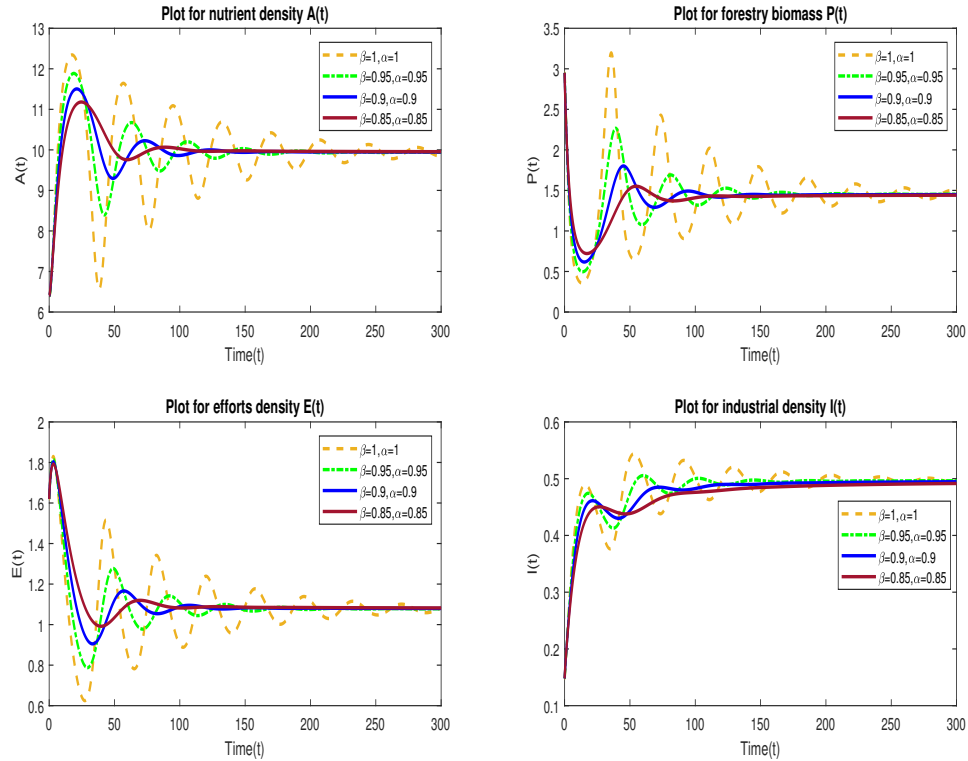 Plot for nutrient density A(t)
13
12
11
10
9
8
7
6
A(t)
0 50 100 150 200 250 300
Time(t)
β=1,α=1
β=0.95,α=0.95
β=0.9,α=0.9
β=0.85,α=0.85
Plot for forestry biomass P(t)
3.5
3
2.5
2
1.5
1
0.5
0
P(t)
0 50 100 150 200 250 300
Time(t)
β=1,α=1
β=0.95,α=0.95
β=0.9,α=0.9
β=0.85,α=0.85
Plot for efforts density E(t)
2
1.8
1.6
1.4
1.2
1
0.8
0.6
E(t)
0 50 100 150 200 250 300
Time(t)
β=1,α=1
β=0.95,α=0.95
β=0.9,α=0.9
β=0.85,α=0.85
Plot for industrial density I(t)
0.6
0.5
0.4
0.3
0.2
0.1
I(t)
0 50 100 150 200 250 300
Time(t)
β=1,α=1
β=0.95,α=0.95
β=0.9,α=0.9
β=0.85,α=0.85